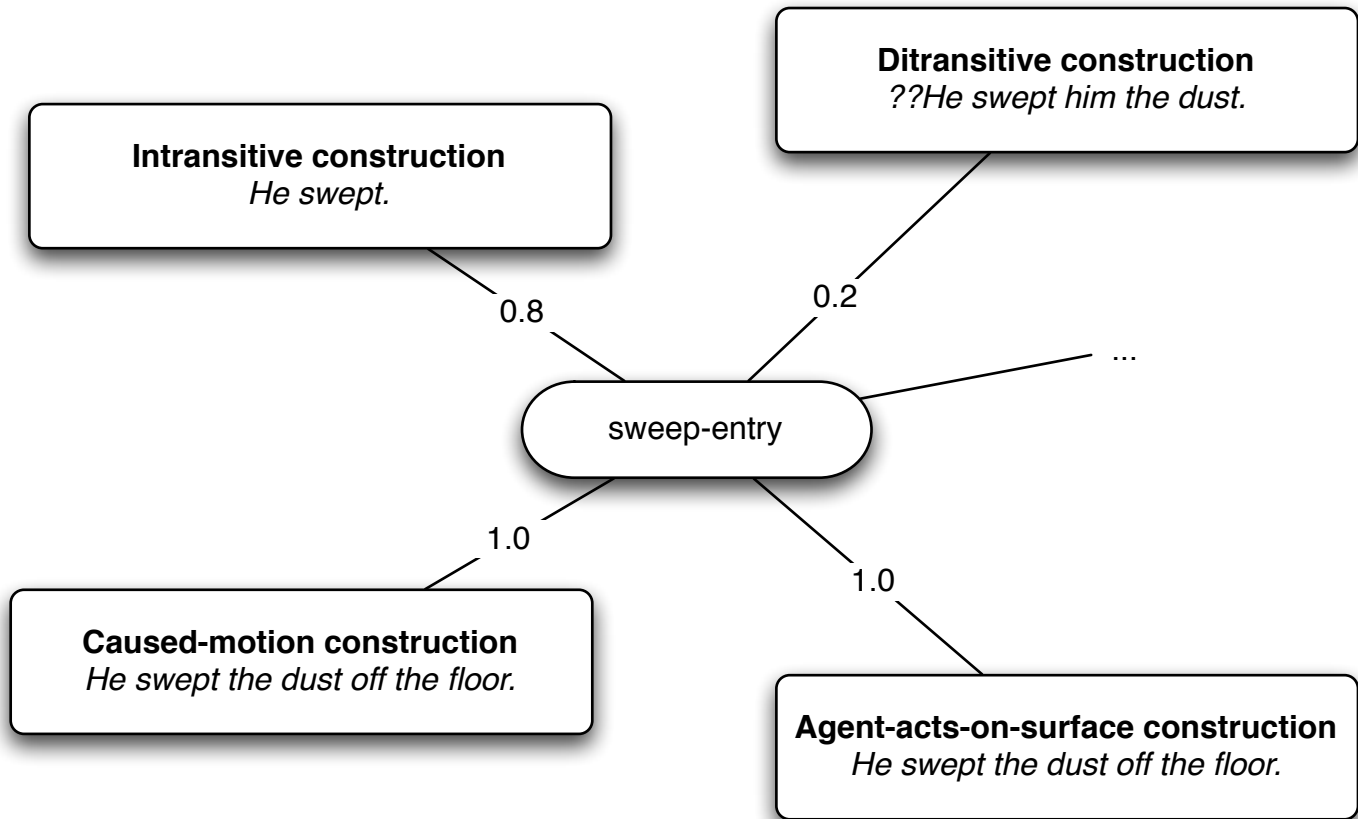 Ditransitive construction
??He swept him the dust.
Intransitive construction
He swept.
0.8
0.2
...
sweep-entry
1.0
1.0
Caused-motion construction
He swept the dust off the floor.
Agent-acts-on-surface construction
He swept the dust off the floor.